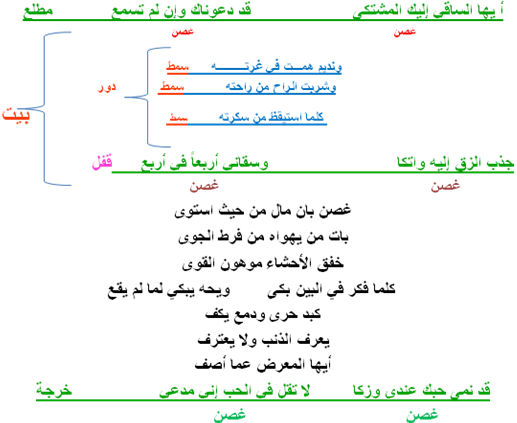 أ يها الساقي إليك المشتكى قد دعوناك وإن لم تسمع مطلع
غصن غصن
ونديم همت في غرته سمط
وشربت الراح من راحته سمط
دور
بيت
كلما استيقظ من سكرته سمط
جذب الزق إليه واتكا وسقاني أربعاً في أربع قفل
غصن غصن
غصن بان مال من حيث استوى
بات من يهواه من فرط الجوى
خفق الأحشاء موهون القوى
كلما فكر في البين بكى ويحه يبكي لما لم يقع
كبد حرى ودمع يكف
يعرف الذنب ولا يعترف
أيها المعرض عما أصف
قد نمى حبك عندي وزكا لا تقل في الحب إني مدعي خرجة
غصن غصن